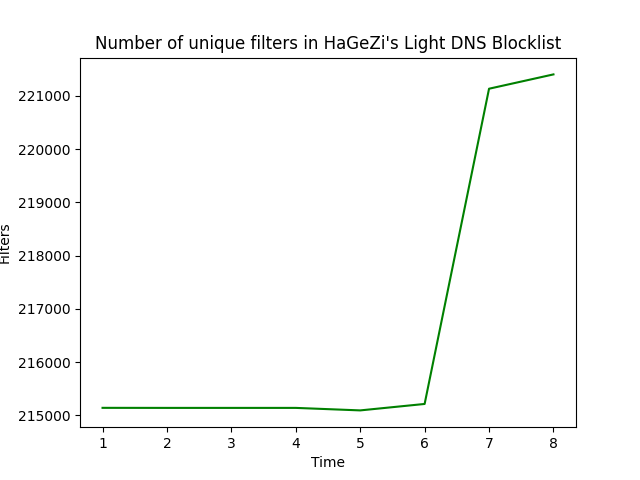 Number of unique filters in HaGeZi's Light DNS Blocklist
221000
220000
219000
218000
217000
216000
215000
Filters
1 2 3 4 5 6 7 8
Time